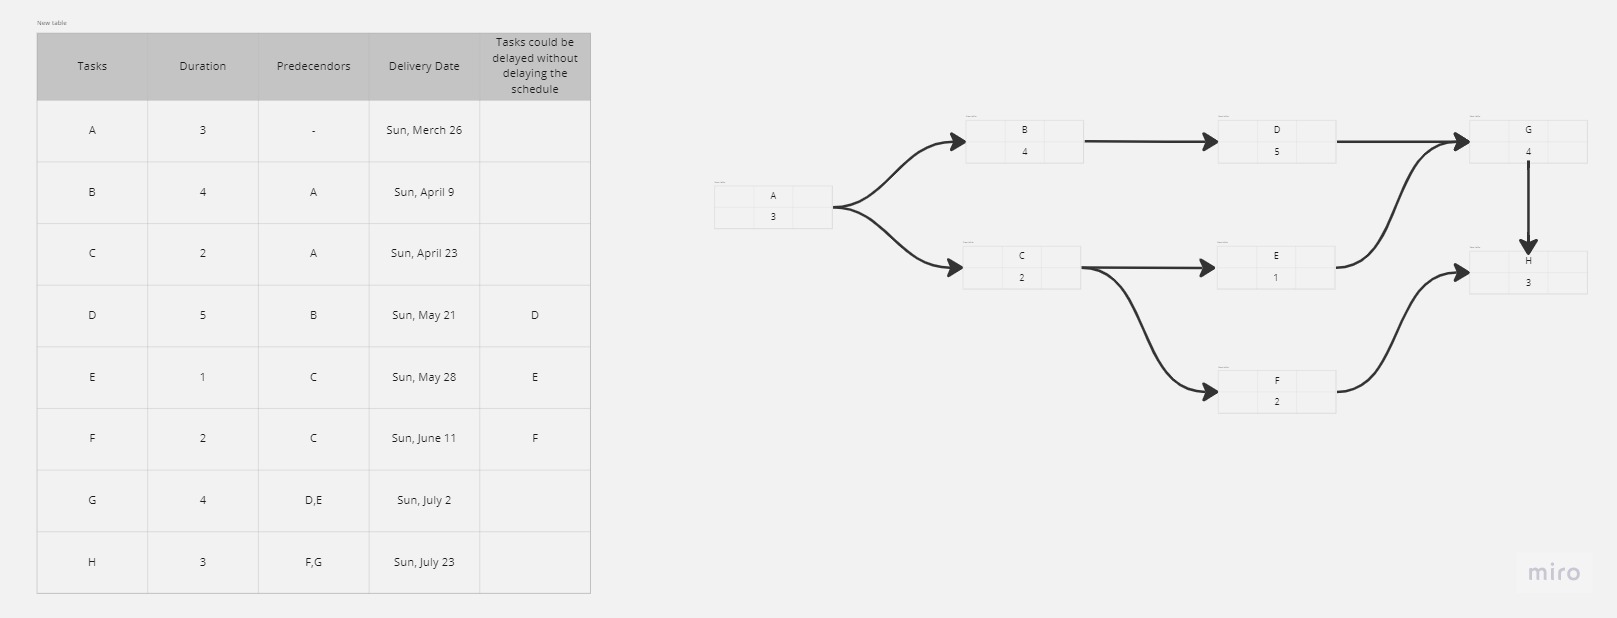 New table
Tasks Duration Predecendors Delivery Date Tasks could be
delayed without
delaying the
schedule
A 3 - Sun, Merch 26
B 4 A Sun, April 9
C 2 A Sun, April 23
D 5 B Sun, May 21 D
E 1 C Sun, May 28 E
F 2 C Sun, June 11 F
G 4 D,E Sun, July 2
H 3 F,G Sun, July 23
A
3
B
4
C
2
D
5
E
1
F
2
G
4
H
3
miro